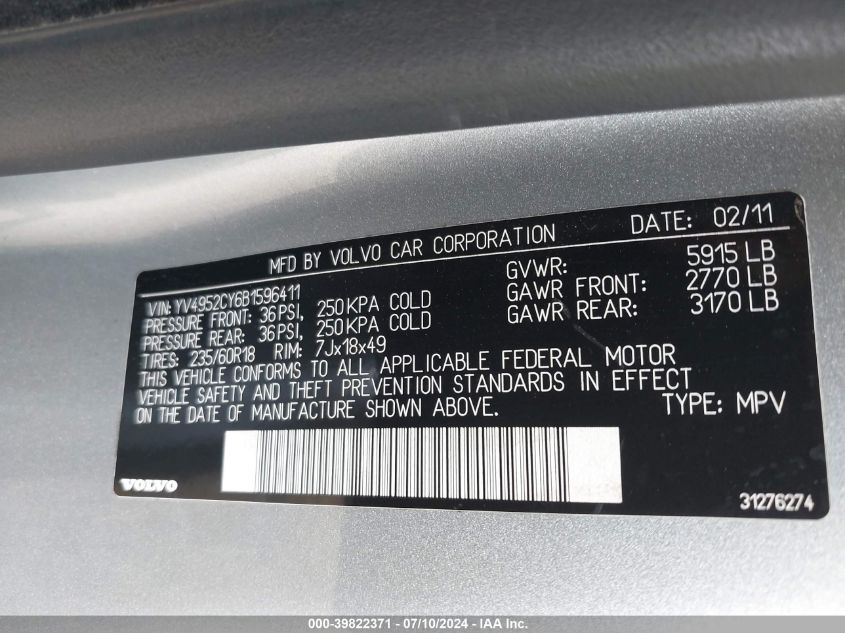 MFD BY VOLVO CAR CORPORATION DATE: 02/11
VIN: YV4952CY6B1596411 GVWR: 5915 LB
PRESSURE FRONT: 36PSI, 250KPA COLD GAWR FRONT: 2770 LB
PRESSURE REAR: 36PSI, 250KPA COLD GAWR REAR: 3170 LB
TIRES: 235/60R18 RIM: 7Jx18x49
THIS VEHICLE CONFORMS TO ALL APPLICABLE FEDERAL MOTOR
VEHICLE SAFETY AND THEFT PREVENTION STANDARDS IN EFFECT
ON THE DATE OF MANUFACTURE SHOWN ABOVE. TYPE: MPV
VOLVO 31276274
000-39822371 - 07/10/2024 - IAA Inc.